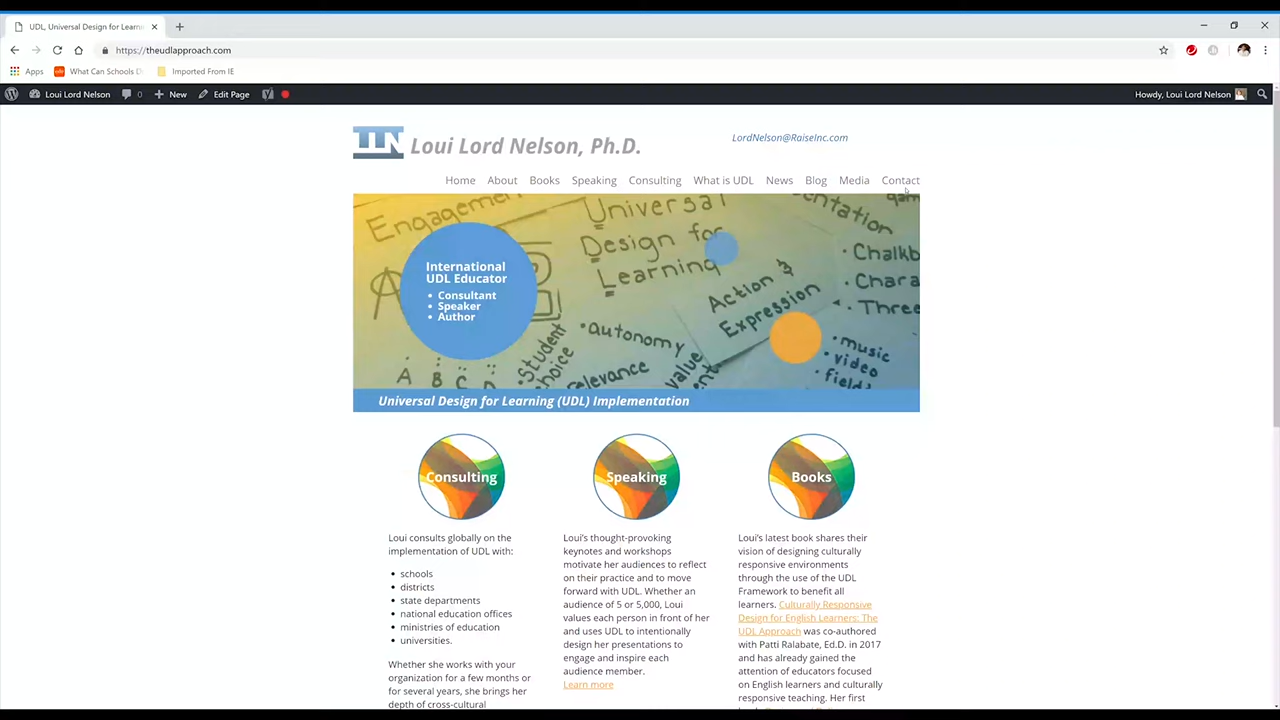 UDL, Universal Design for Learni
https://theudlapproach.com
Apps
What Can Schools D
Imported From IE
Loui Lord Nelson
0
New
Edit Page
Howdy, Loui Lord Nelson
LLN
Loui Lord Nelson, Ph.D.
LordNelson@RaiseInc.com
Home About Books Speaking Consulting What is UDL News Blog Media Contact
Engagement
Universal
Design for
Learning
Action &
Expression
• Chalkb
• Chara
• Three
• autonomy
• Student
choice
relevance
value
• music
• video
• field
A B C D
International
UDL Educator
• Consultant
• Speaker
• Author
Universal Design for Learning (UDL) Implementation
Consulting
Loui consults globally on the
implementation of UDL with:
• schools
• districts
• state departments
• national education offices
• ministries of education
• universities.
Whether she works with your
organization for a few months or
for several years, she brings her
depth of cross-cultural
Speaking
Loui's thought-provoking
keynotes and workshops
motivate her audiences to reflect
on their practice and to move
forward with UDL. Whether an
audience of 5 or 5,000, Loui
values each person in front of her
and uses UDL to intentionally
design her presentations to
engage and inspire each
audience member.
Learn more
Books
Loui's latest book shares their
vision of designing culturally
responsive environments
through the use of the UDL
Framework to benefit all
learners. Culturally Responsive
Design for English Learners: The
UDL Approach was co-authored
with Patti Ralabate, Ed.D. in 2017
and has already gained the
attention of educators focused
on English learners and culturally
responsive teaching. Her first